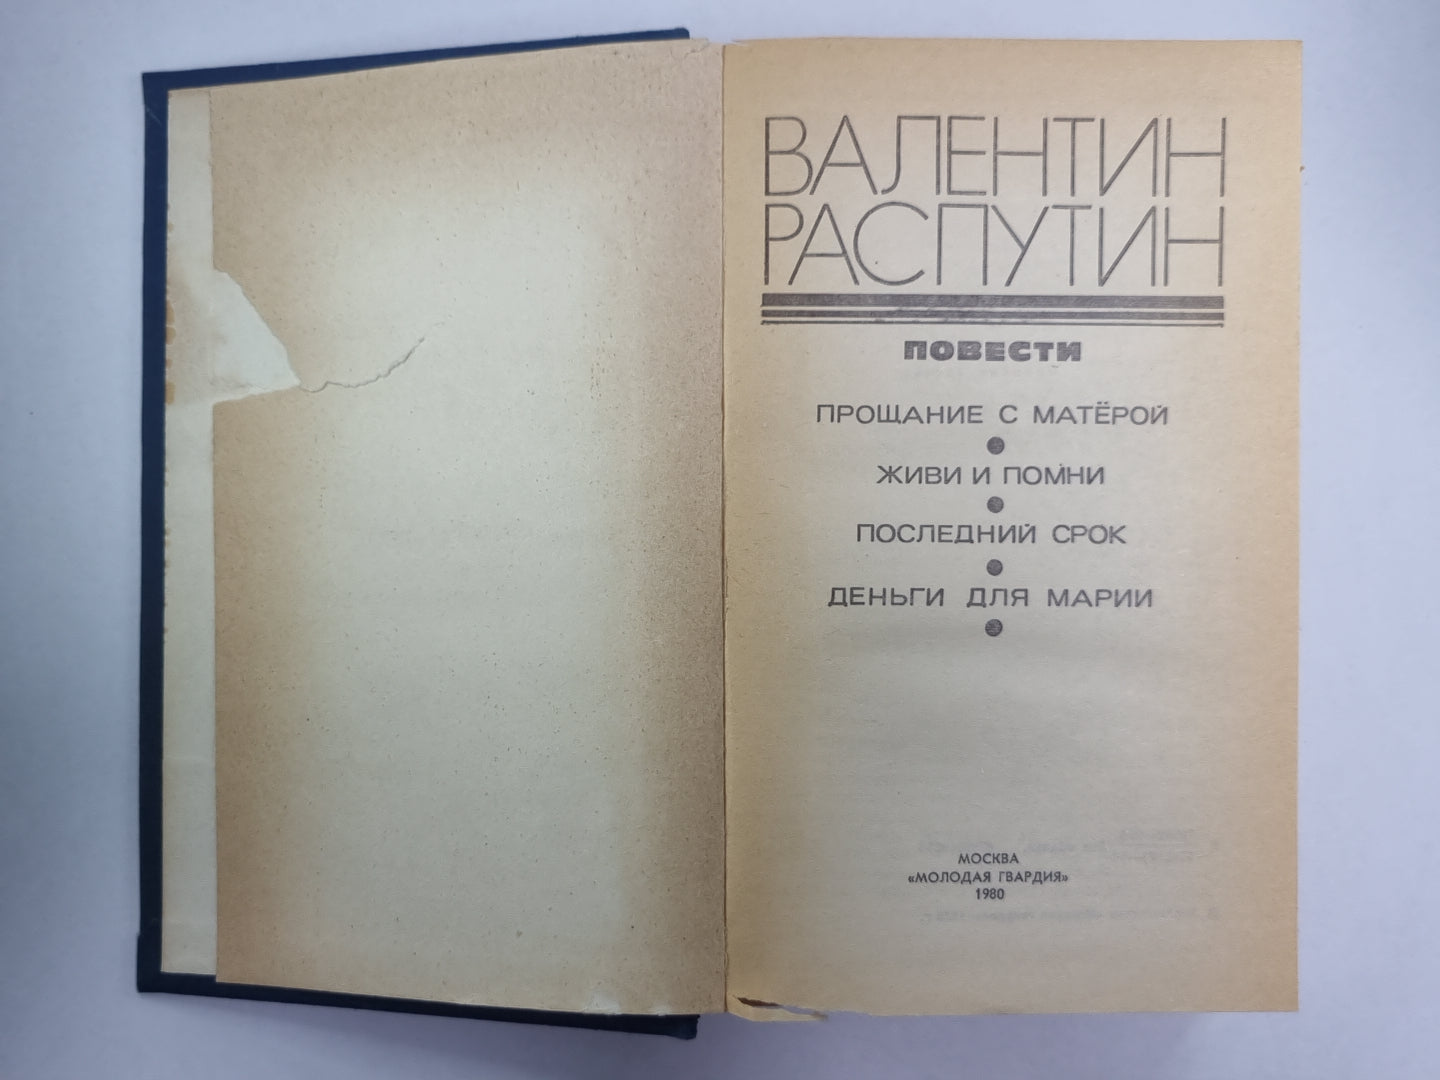 ВАЛЕНТИН
РАСПУТИН
ПОВЕСТИ
ПРОЩАНИЕ С МАТЁРОЙ
ЖИВИ И ПОМНИ
ПОСЛЕДНИЙ СРОК
ДЕНЬГИ ДЛЯ МАРИИ
МОСКВА
«МОЛОДАЯ ГВАРДИЯ»
1980